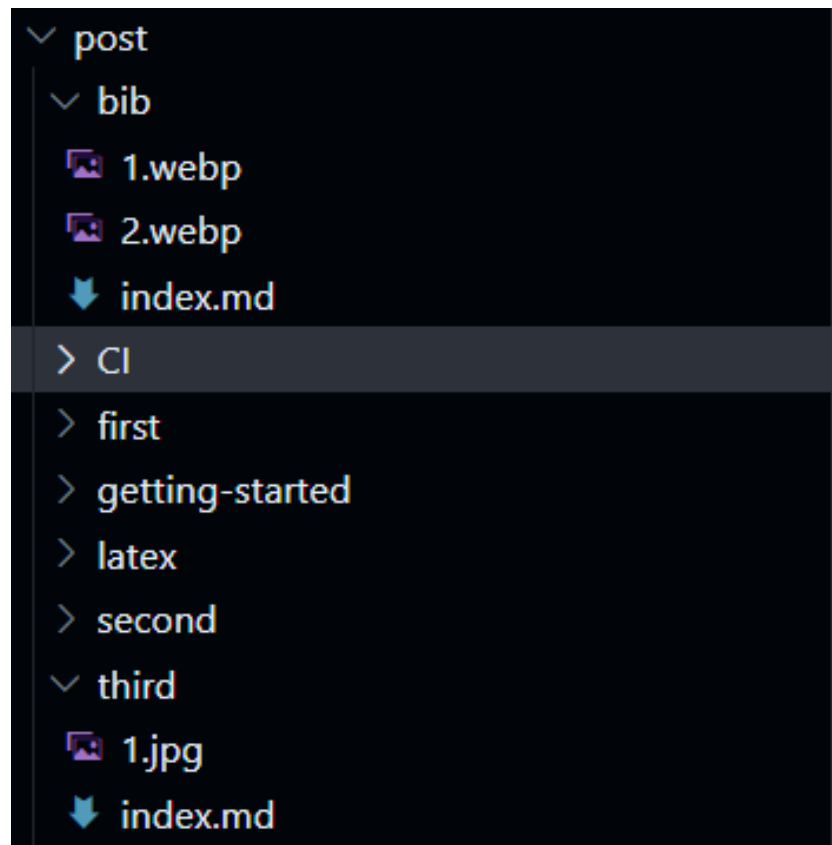 post
bib
1.webp
2.webp
index.md
CI
first
getting-started
latex
second
third
1.jpg
index.md